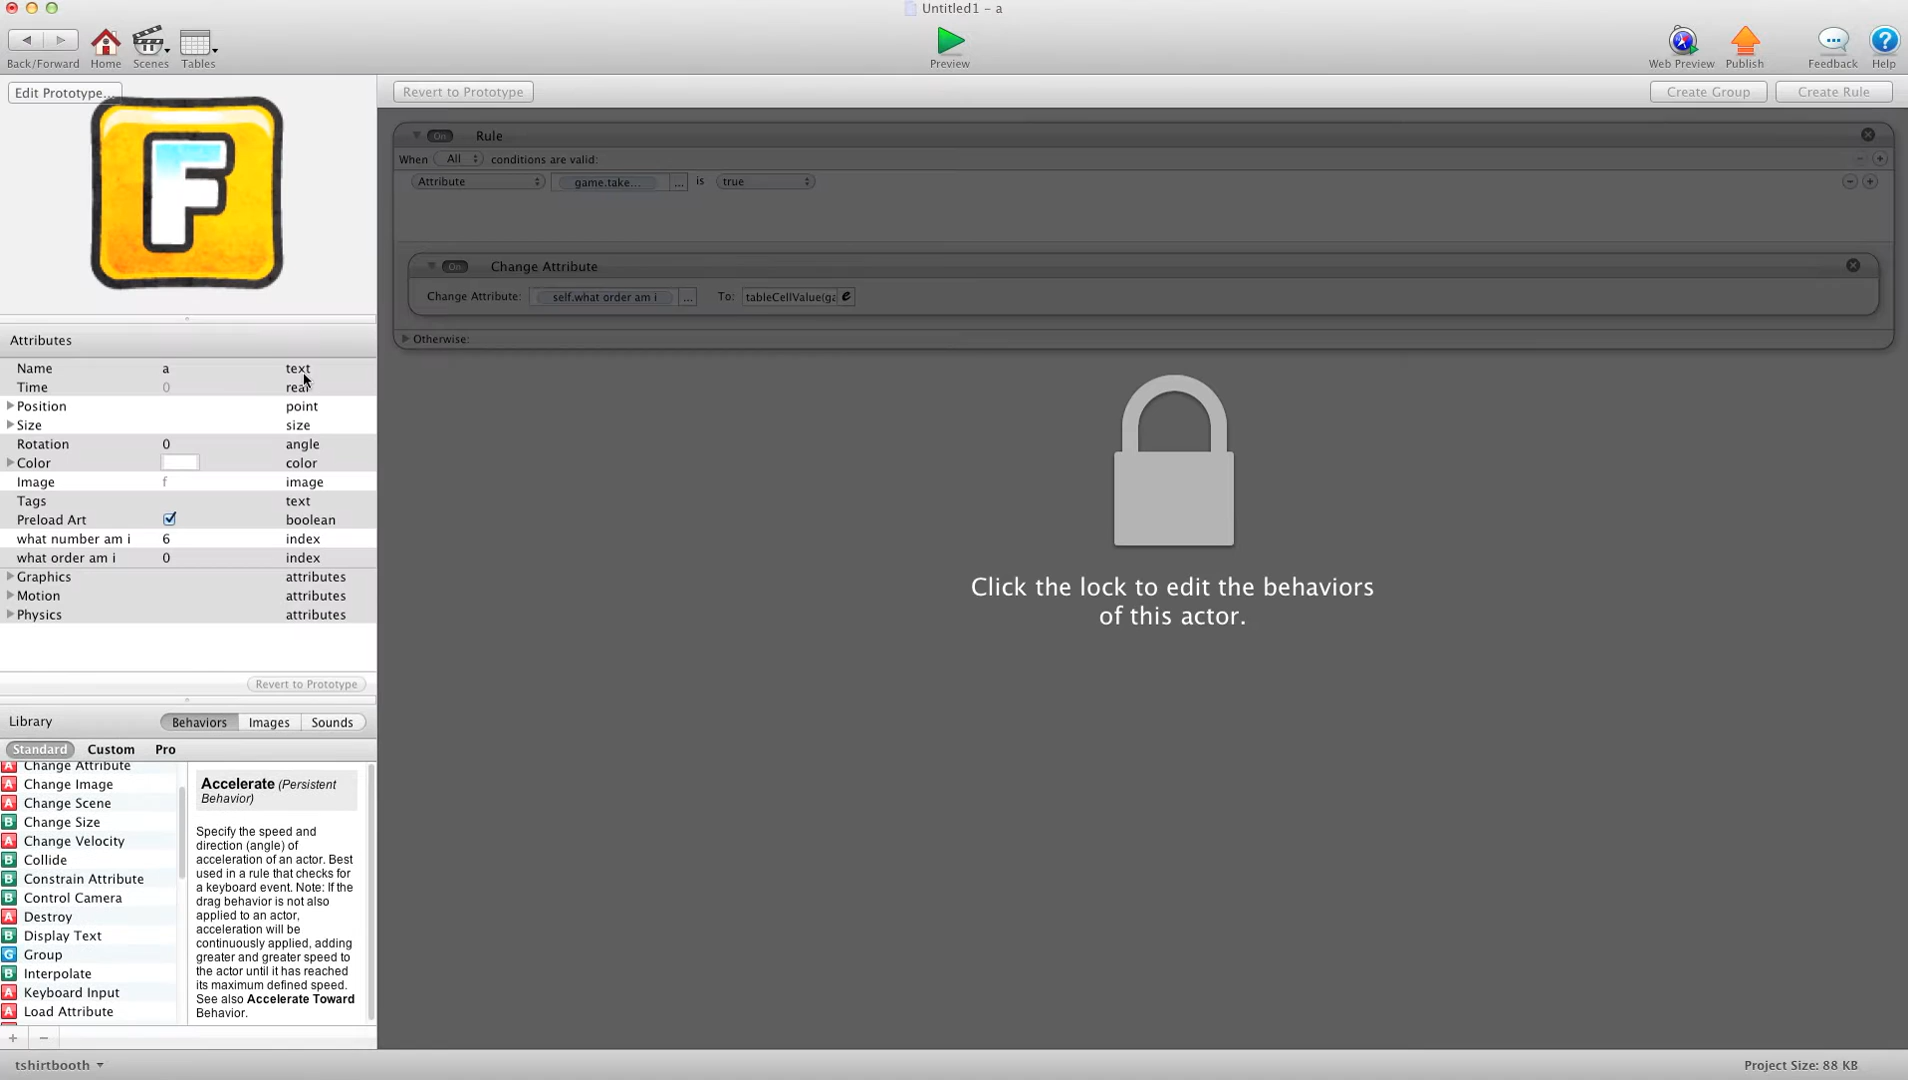 Untitled1 – a
Back/Forward Home Scenes Tables Preview Web Preview Publish Feedback Help
Edit Prototype... Revert to Prototype Create Group Create Rule
F
On Rule
When All conditions are valid:
Attribute game.take... ... is true
On Change Attribute
Change Attribute: self.what order am i ... To: tableCellValue(ga e
Otherwise:
Attributes
Name a text
Time 0 real
Position point
Size size
Rotation 0 angle
Color color
Image f image
Tags text
Preload Art boolean
what number am i 6 index
what order am i 0 index
Graphics attributes
Motion attributes
Physics attributes
Revert to Prototype
Click the lock to edit the behaviors
of this actor.
Library Behaviors Images Sounds
Standard Custom Pro
A Change Attribute
A Change Image
A Change Scene
B Change Size
A Change Velocity
B Collide
B Constrain Attribute
B Control Camera
A Destroy
B Display Text
G Group
B Interpolate
A Keyboard Input
A Load Attribute
Accelerate (Persistent
Behavior)
Specify the speed and
direction (angle) of
acceleration of an actor. Best
used in a rule that checks for
a keyboard event. Note: If the
drag behavior is not also
applied to an actor,
acceleration will be
continuously applied, adding
greater and greater speed to
the actor until it has reached
its maximum defined speed.
See also Accelerate Toward
Behavior.
tshirtbooth
Project Size: 88 KB